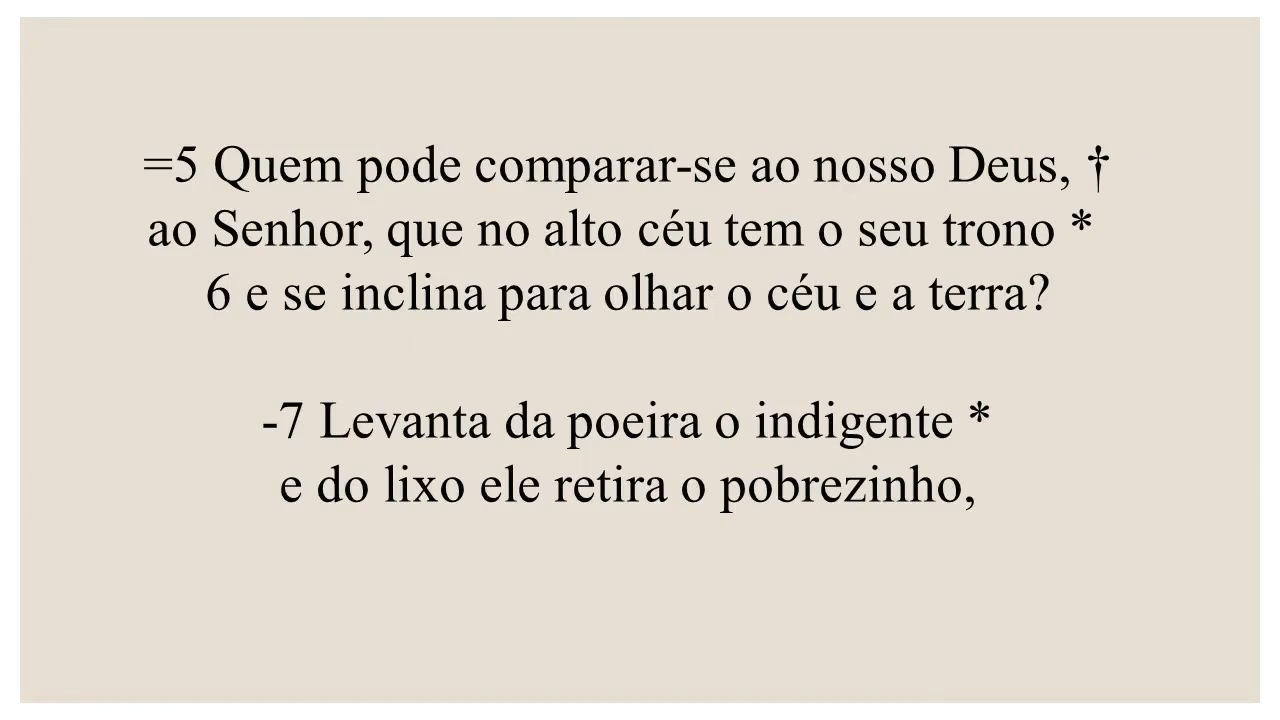 =5 Quem pode comparar-se ao nosso Deus, †
ao Senhor, que no alto céu tem o seu trono *
6 e se inclina para olhar o céu e a terra?
-7 Levanta da poeira o indigente *
e do lixo ele retira o pobrezinho,